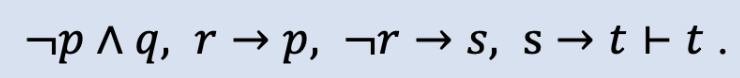 ¬p ∧ q, r → p, ¬r → s, s → t ⊢ t .